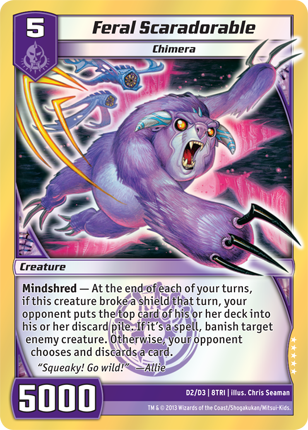 5
Feral Scaradorable
Chimera
Creature
Mindshred — At the end of each of your turns,
if this creature broke a shield that turn, your
opponent puts the top card of his or her deck into
his or her discard pile. If it's a spell, banish target
enemy creature. Otherwise, your opponent
chooses and discards a card.
"Squeaky! Go wild!" —Allie
5000
D2/D3 | 8TRI | illus. Chris Seaman
TM & © 2013 Wizards of the Coast/Shogakukan/Mitsui-Kids.